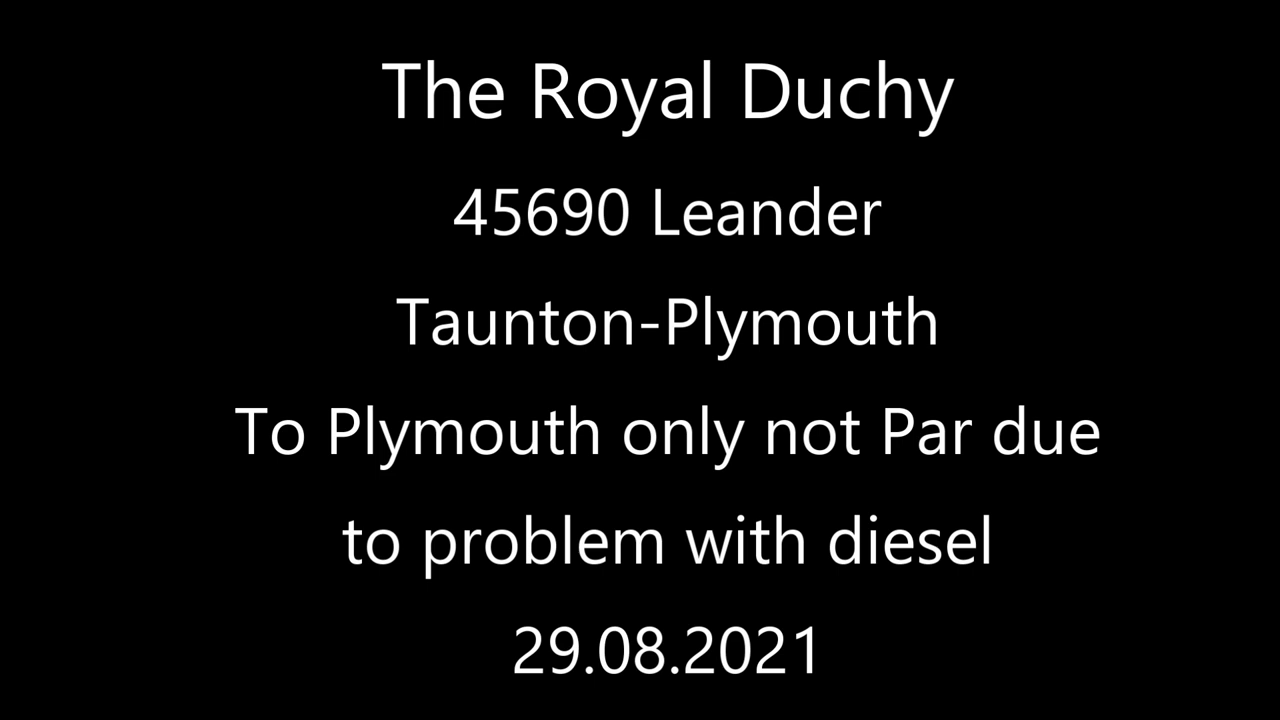 The Royal Duchy
45690 Leander
Taunton-Plymouth
To Plymouth only not Par due
to problem with diesel
29.08.2021